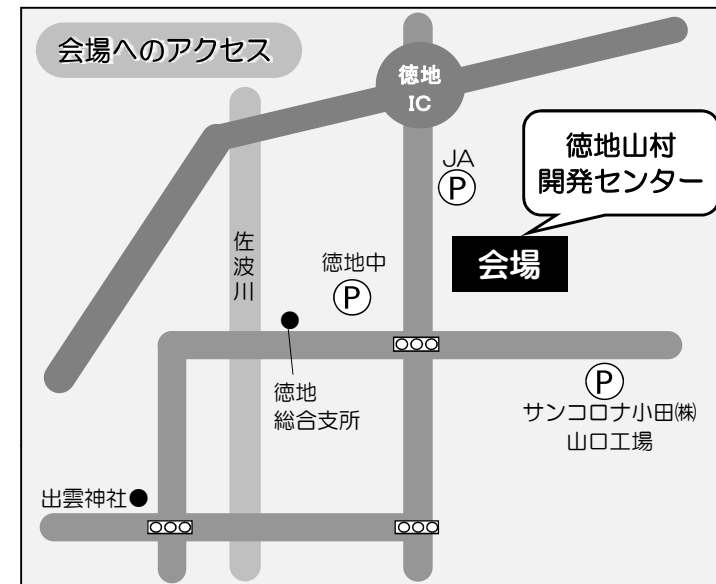 会場へのアクセス
徳地
IC
徳地山村
開発センター
JA
P
会場
佐波川
徳地中
P
徳地
総合支所
P
サンコロナ小田㈱
山口工場
出雲神社